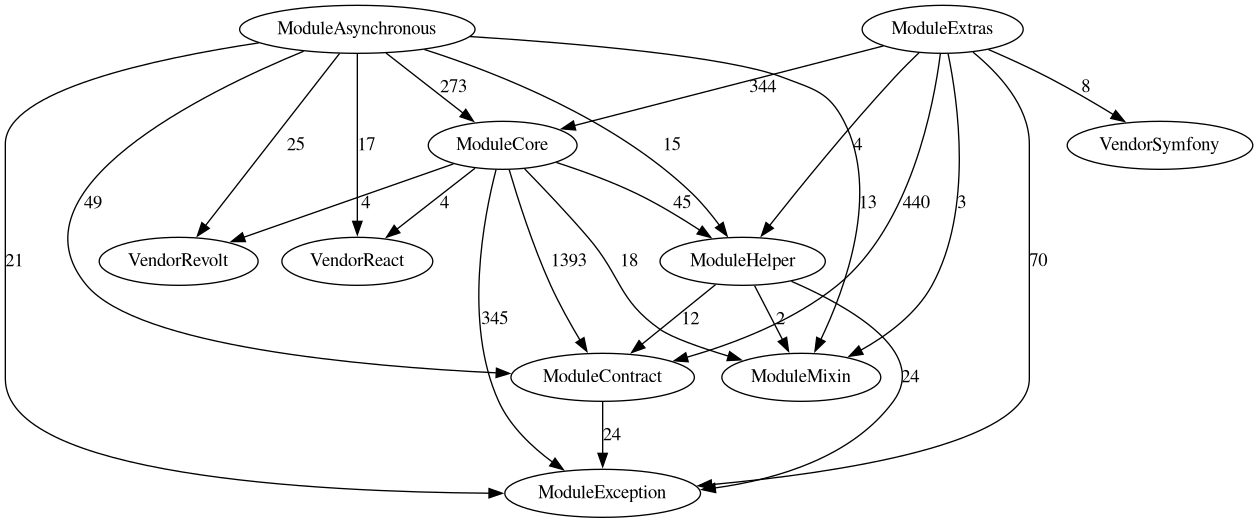 ModuleAsynchronous
ModuleExtras
273
344
8
ModuleCore
25
17
15
4
VendorSymfony
49
4
4
45
13
440
3
21
VendorRevolt
VendorReact
1393
18
ModuleHelper
70
345
12
2
ModuleContract
ModuleMixin
24
24
ModuleException